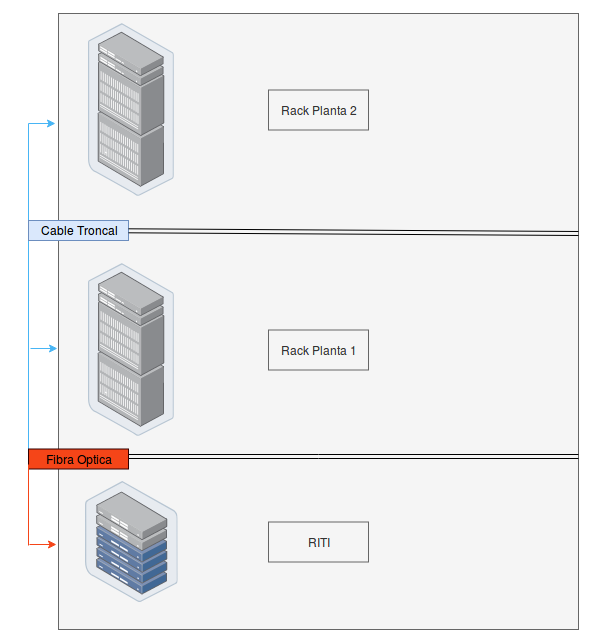 Rack Planta 2
Cable Troncal
Rack Planta 1
Fibra Optica
RITI